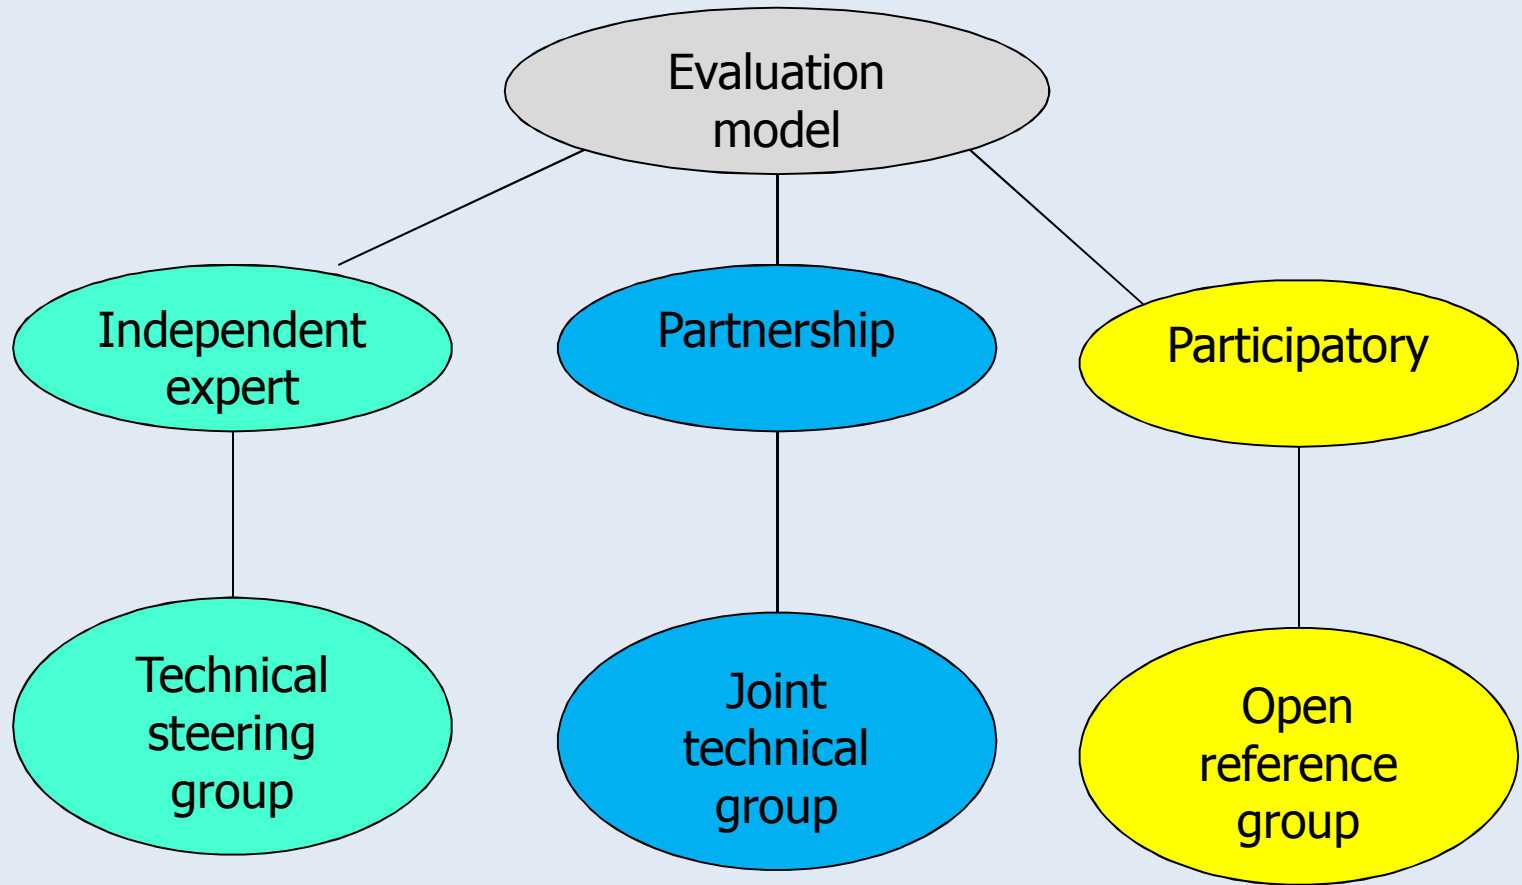 Evaluation
model
Independent
expert
Partnership
Participatory
Technical
steering
group
Joint
technical
group
Open
reference
group